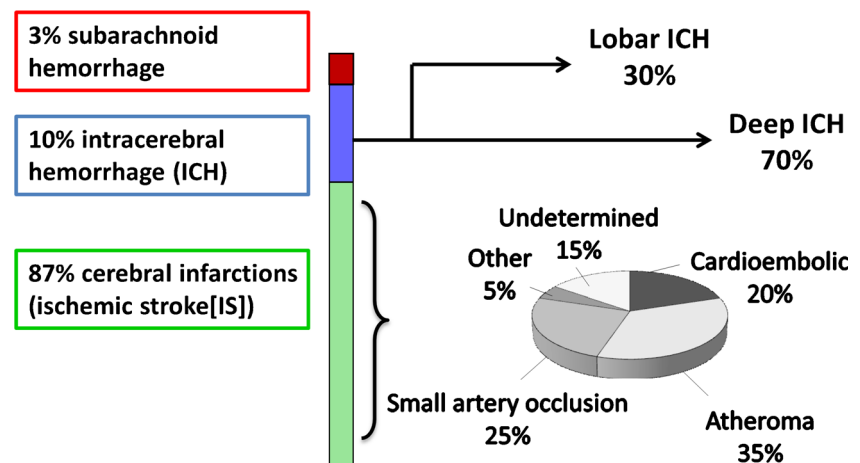 3% subarachnoid
hemorrhage
10% intracerebral
hemorrhage (ICH)
87% cerebral infarctions
(ischemic stroke[IS])
Lobar ICH
30%
Deep ICH
70%
Undetermined
15%
Other
5%
Cardioembolic
20%
Small artery occlusion
25%
Atheroma
35%